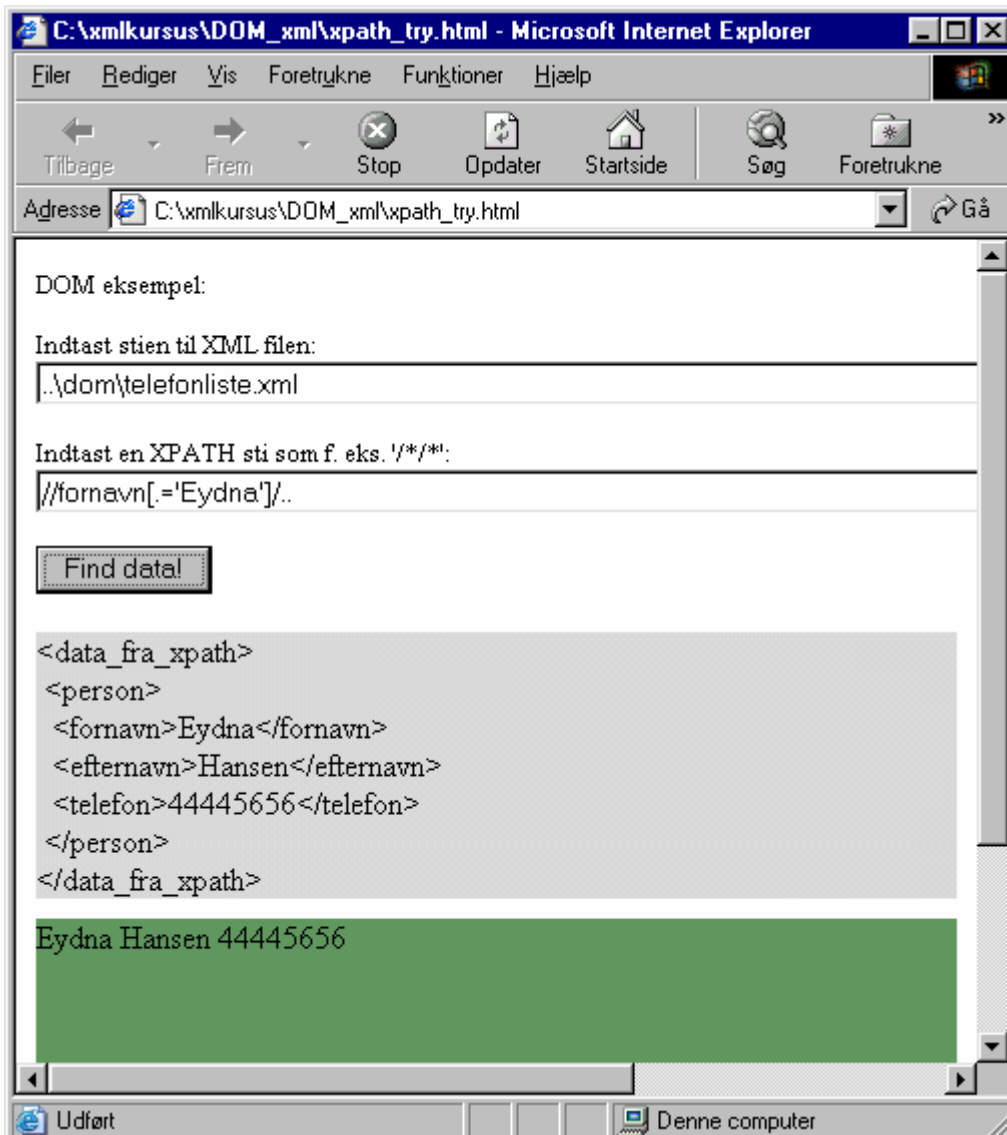 C:\xmlkursus\DOM_xml\xpath_try.html - Microsoft Internet Explorer
Filer Rediger Vis Foretrukne Funktioner Hjælp
Tilbage Frem Stop Opdater Startside Søg Foretrukne »
Adresse C:\xmlkursus\DOM_xml\xpath_try.html Gå
DOM eksempel:
Indtast stien til XML filen:
..\dom\telefonliste.xml
Indtast en XPATH sti som f. eks. '/*/*':
//fornavn[.='Eydna']/..
Find data!
<data_fra_xpath>
<person>
<fornavn>Eydna</fornavn>
<efternavn>Hansen</efternavn>
<telefon>44445656</telefon>
</person>
</data_fra_xpath>
Eydna Hansen 44445656
Udført Denne computer